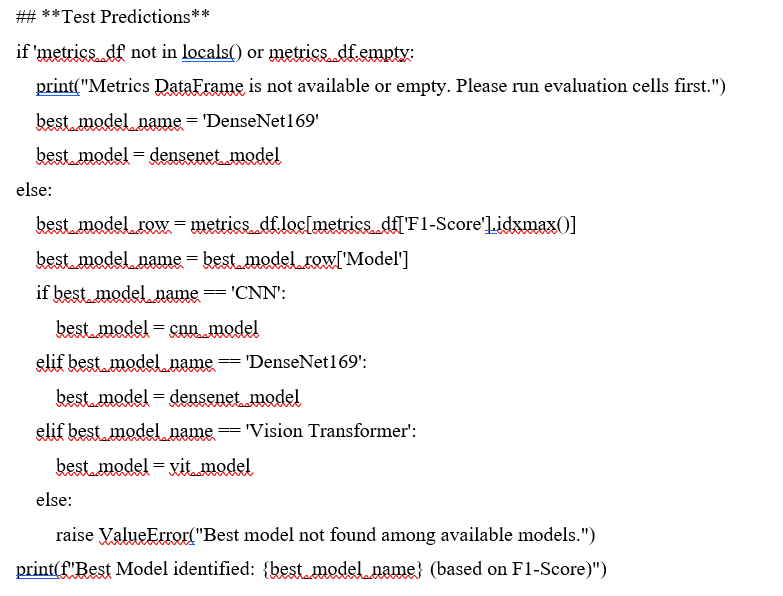 ## **Test Predictions**
if 'metrics_df' not in locals() or metrics_df.empty:
print("Metrics DataFrame is not available or empty. Please run evaluation cells first.")
best_model_name = 'DenseNet169'
best_model = densenet_model
else:
best_model_row = metrics_df.loc[metrics_df['F1-Score'].idxmax()]
best_model_name = best_model_row['Model']
if best_model_name == 'CNN':
best_model = cnn_model
elif best_model_name == 'DenseNet169':
best_model = densenet_model
elif best_model_name == 'Vision Transformer':
best_model = vit_model
else:
raise ValueError("Best model not found among available models.")
print(f"Best Model identified: {best_model_name} (based on F1-Score)")